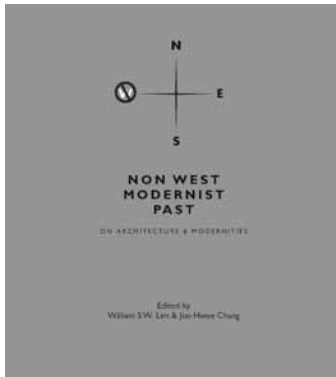 N
W E
S
NON WEST
MODERNIST
PAST
ON ARCHITECTURE & MODERNITIES
Edited by
William S.W. Lim & Jiat-Hwee Chang